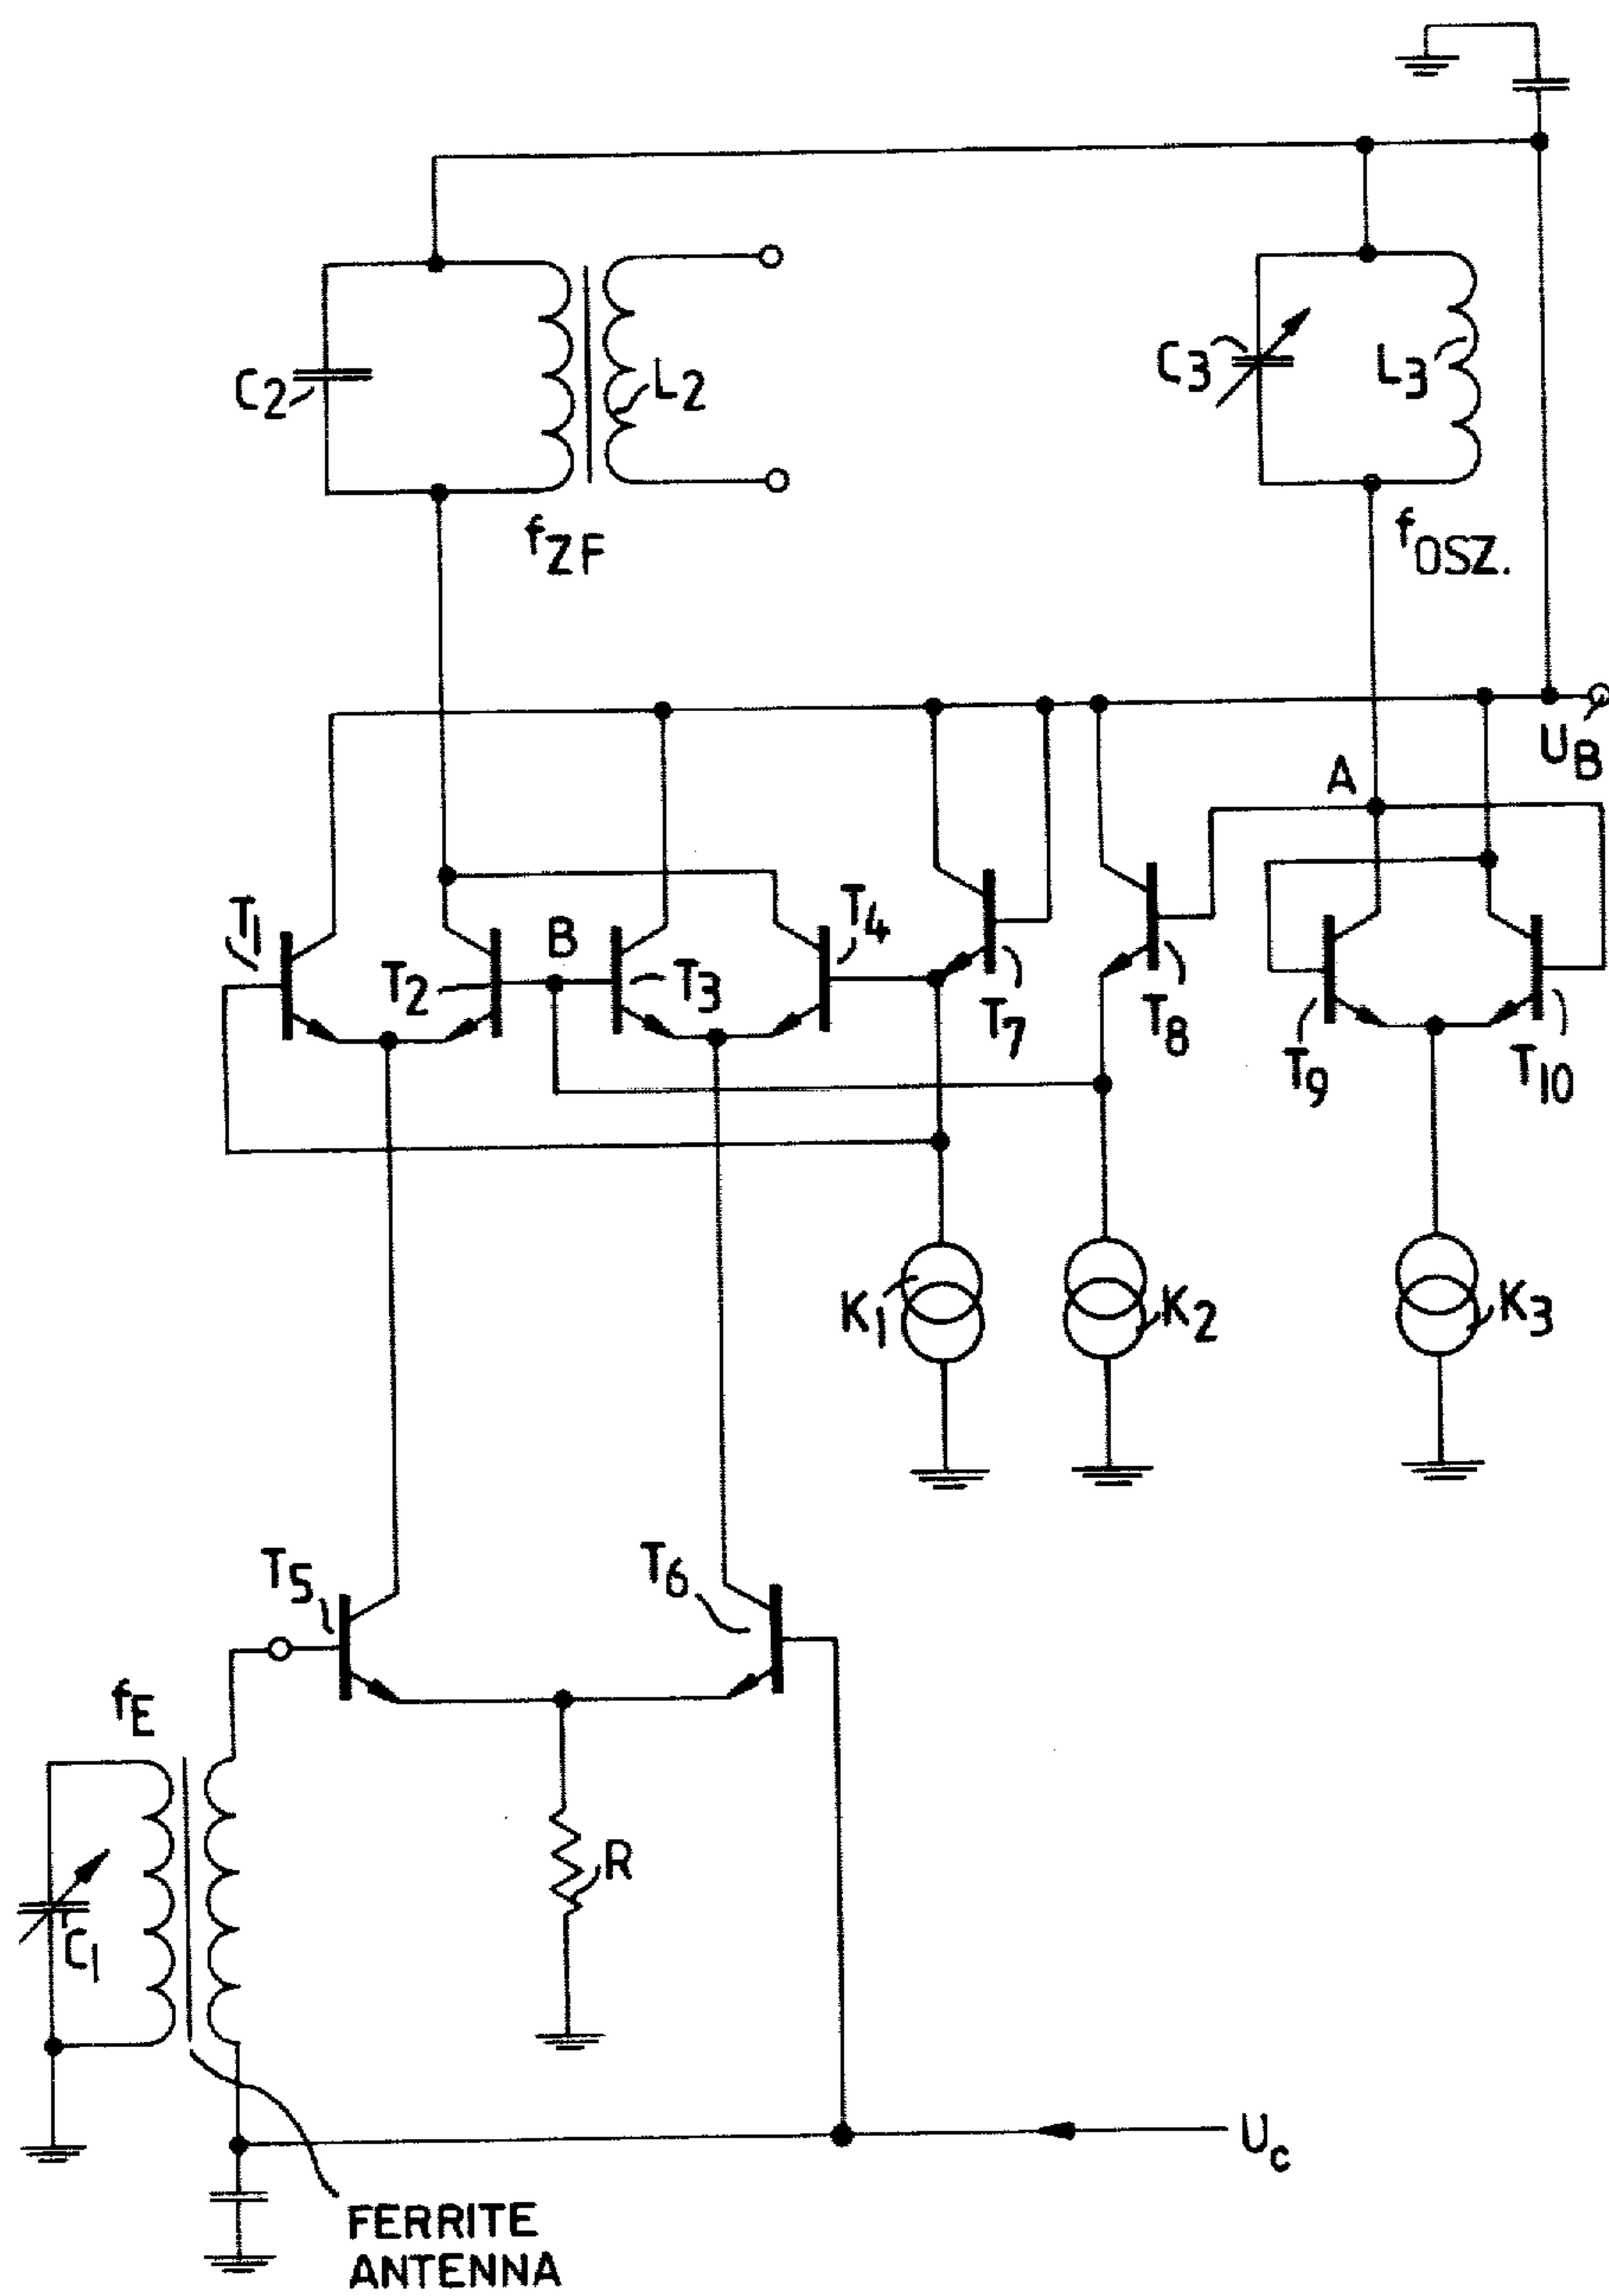 C2
L2
C3
L3
fZF
fOSZ.
UB
A
T1
T2
B
T3
T4
T7
T8
T9
T10
K1
K2
K3
T5
T6
fE
R
C1
Uc
FERRITE
ANTENNA